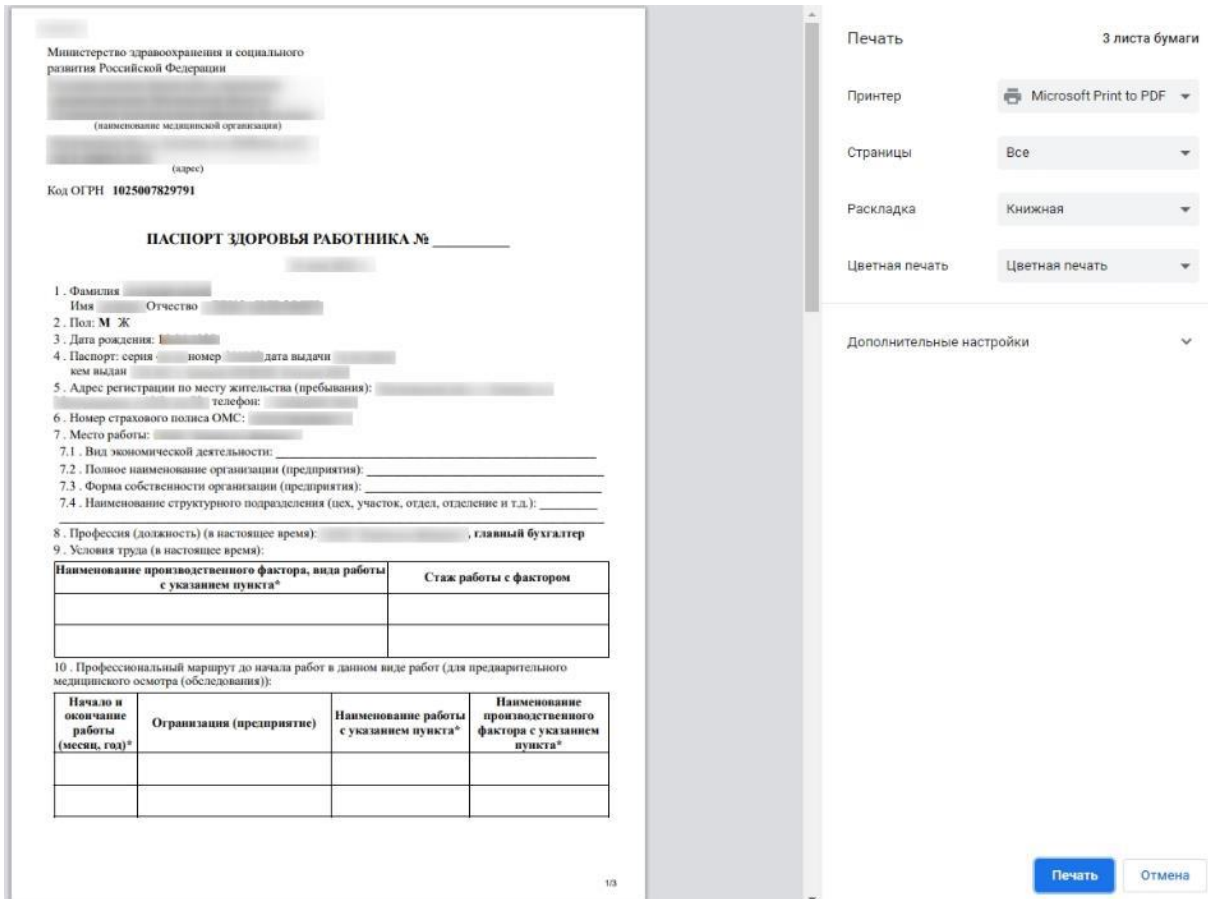 Министерство здравоохранения и социального
развития Российской Федерации
(наименование медицинской организации)
(адрес)
Код ОГРН 1025007829791
ПАСПОРТ ЗДОРОВЬЯ РАБОТНИКА № ________
1 . Фамилия
Имя Отчество
2 . Пол: М Ж
3 . Дата рождения:
4 . Паспорт: серия номер дата выдачи
кем выдан
5 . Адрес регистрации по месту жительства (пребывания):
телефон:
6 . Номер страхового полиса ОМС:
7 . Место работы:
7.1 . Вид экономической деятельности:
7.2 . Полное наименование организации (предприятия):
7.3 . Форма собственности организации (предприятия):
7.4 . Наименование структурного подразделения (цех, участок, отдел, отделение и т.д.):
8 . Профессия (должность) (в настоящее время): , главный бухгалтер
9 . Условия труда (в настоящее время):
Наименование производственного фактора, вида работы
с указанием пункта*
Стаж работы с фактором
10 . Профессиональный маршрут до начала работ в данном виде работ (для предварительного
медицинского осмотра (обследования)):
Начало и
окончание
работы
(месяц, год)*
Огранизация (предприятие)
Наименование работы
с указанием пункта*
Наименование
производственного
фактора с указанием
пункта*
1/3
Печать
3 листа бумаги
Принтер
Microsoft Print to PDF
Страницы
Все
Раскладка
Книжная
Цветная печать
Цветная печать
Дополнительные настройки
Печать
Отмена